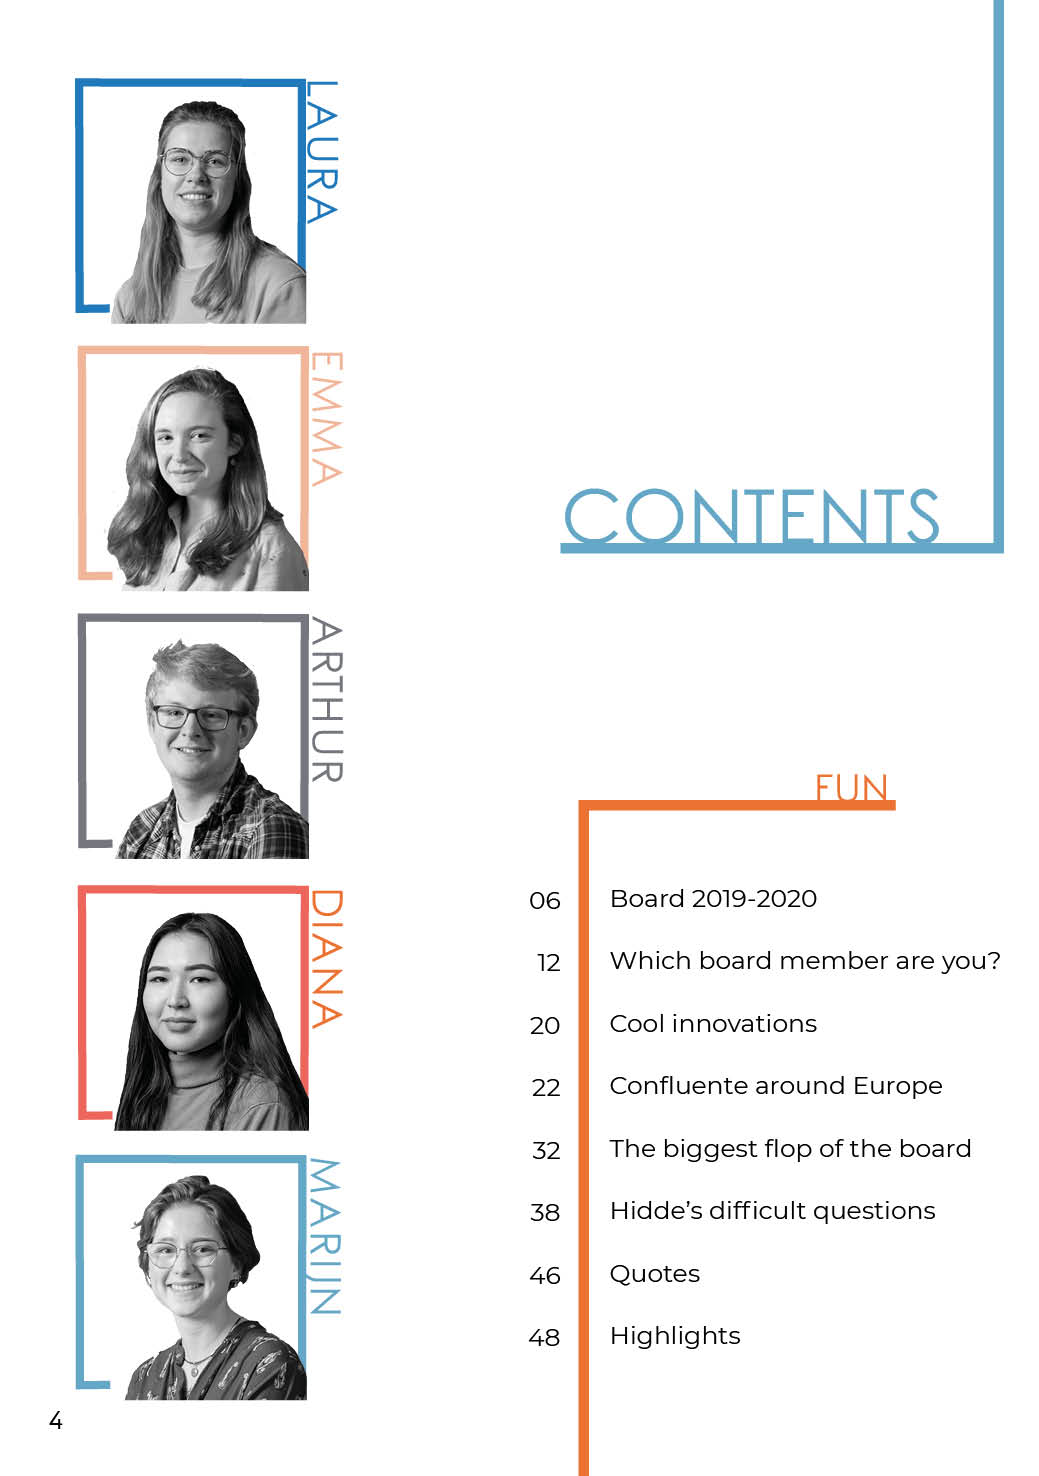 LAURA
EMMA
ARTHUR
DIANA
MARIJN
CONTENTS
FUN
06 Board 2019-2020
12 Which board member are you?
20 Cool innovations
22 Confluente around Europe
32 The biggest flop of the board
38 Hidde’s difficult questions
46 Quotes
48 Highlights
4